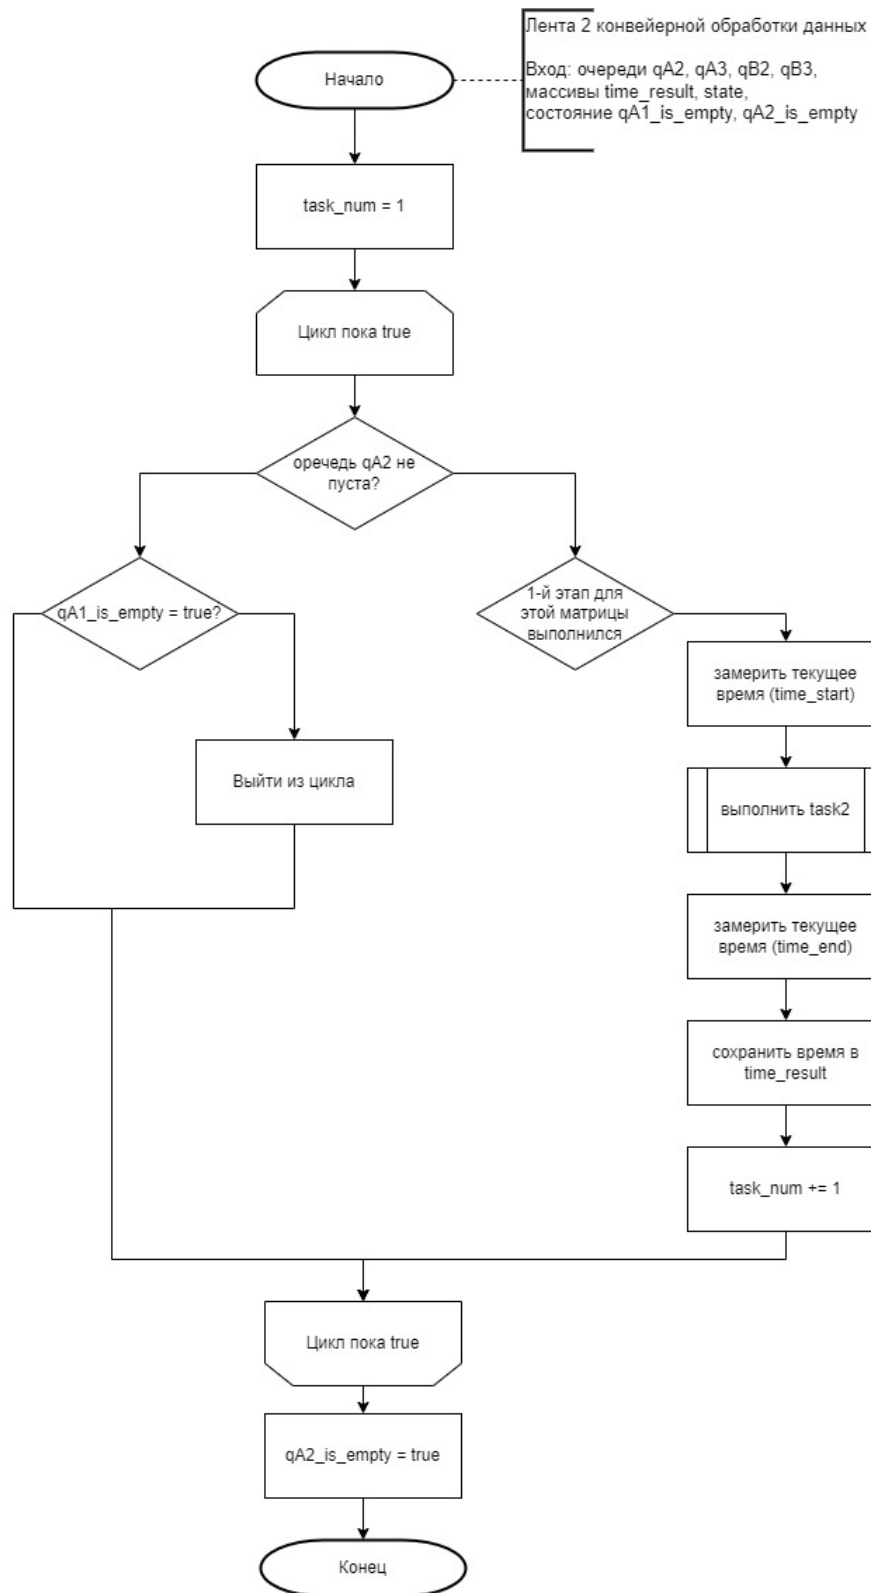 Лента 2 конвейерной обработки данных
Вход: очереди qA2, qA3, qB2, qB3,
массивы time_result, state,
состояние qA1_is_empty, qA2_is_empty
Начало
task_num = 1
Цикл пока true
оречедь qA2 не
пуста?
qA1_is_empty = true?
1-й этап для
этой матрицы
выполнился
замерить текущее
время (time_start)
Выйти из цикла
выполнить task2
замерить текущее
время (time_end)
сохранить время в
time_result
task_num += 1
Цикл пока true
qA2_is_empty = true
Конец